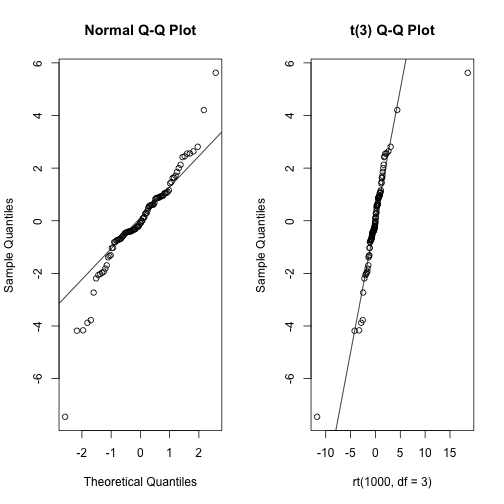 Normal Q-Q Plot
Sample Quantiles
6
4
2
0
-2
-4
-6
-2 -1 0 1 2
Theoretical Quantiles
t(3) Q-Q Plot
Sample Quantiles
6
4
2
0
-2
-4
-6
-10 -5 0 5 10 15
rt(1000, df = 3)